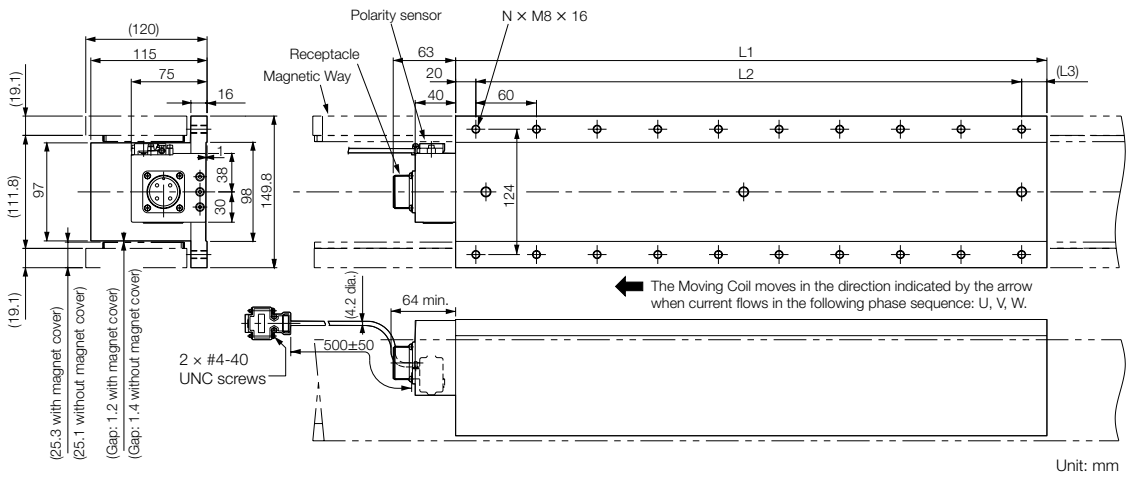 Polarity sensor
N × M8 × 16
(120)
115
75
16
Receptacle
Magnetic Way
63
L1
20
L2
(L3)
40
60
(19.1)
(111.8)
(19.1)
97
1
38
30
98
149.8
124
The Moving Coil moves in the direction indicated by the arrow
when current flows in the following phase sequence: U, V, W.
(4.2 dia.)
64 min.
500±50
2 × #4-40
UNC screws
(25.3 with magnet cover)
(25.1 without magnet cover)
(Gap: 1.2 with magnet cover)
(Gap: 1.4 without magnet cover)
Unit: mm